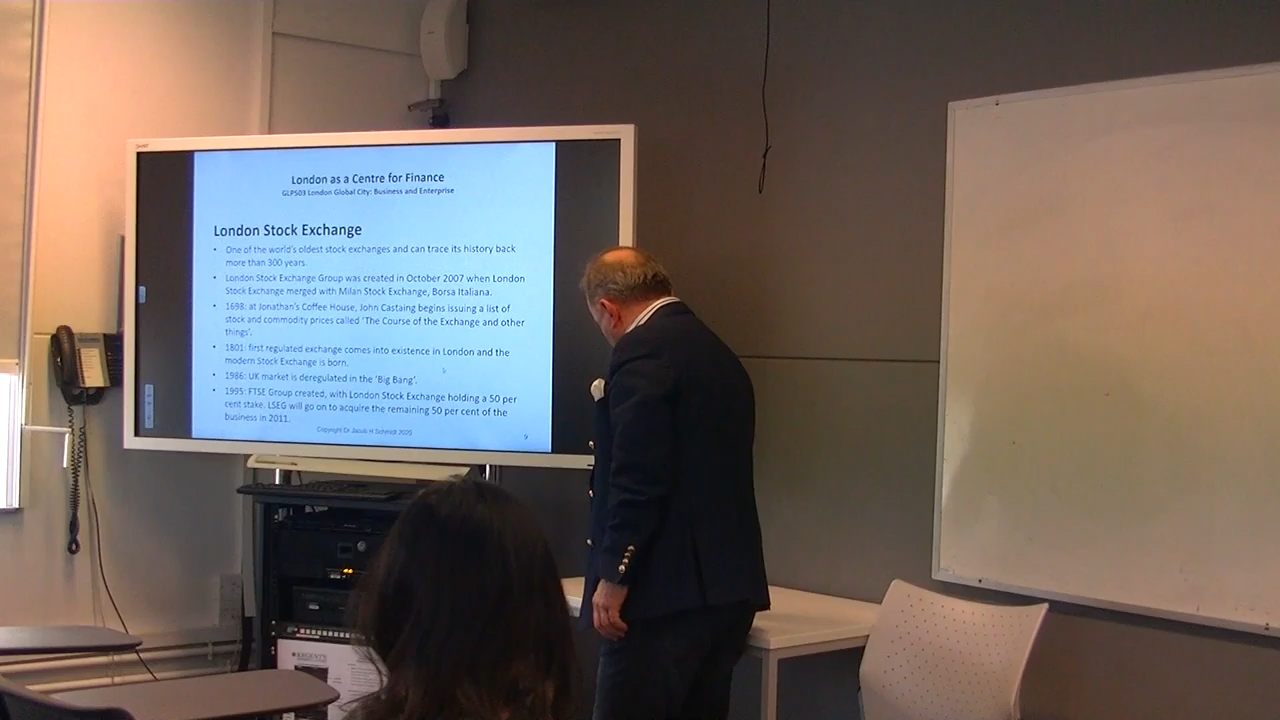 SMART
London as a Centre for Finance
GLP503 London Global City: Business and Enterprise
London Stock Exchange
• One of the world's oldest stock exchanges and can trace its history back
more than 300 years.
• London Stock Exchange Group was created in October 2007 when London
Stock Exchange merged with Milan Stock Exchange, Borsa Italiana.
• 1698: at Jonathan's Coffee House, John Castaing begins issuing a list of
stock and commodity prices called 'The Course of the Exchange and other
things'.
• 1801: first regulated exchange comes into existence in London and the
modern Stock Exchange is born.
• 1986: UK market is deregulated in the 'Big Bang'.
• 1995: FTSE Group created, with London Stock Exchange holding a 50 per
cent stake. LSEG will go on to acquire the remaining 50 per cent of the
business in 2011.
Copyright Dr Jacob H Schmidt 2020
9
REGENT'S